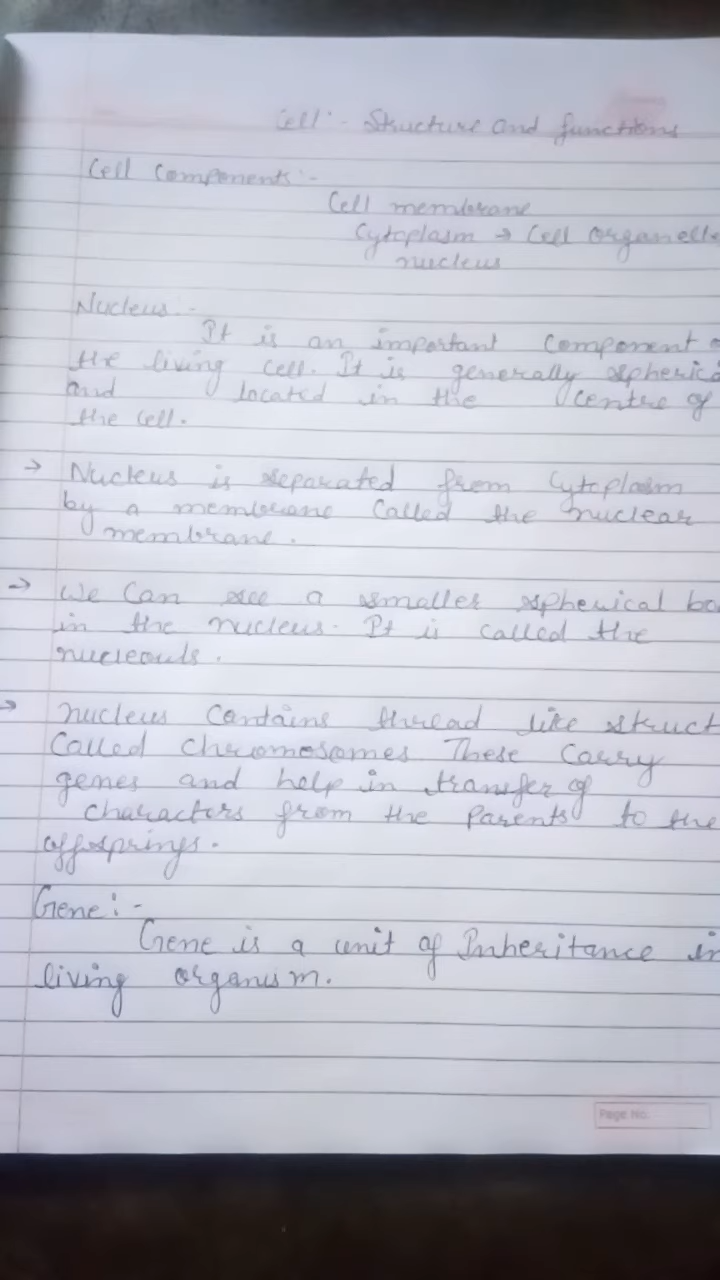 Cell:- Structure and functions
Cell Components:-
Cell membrane
Cytoplasm → Cell organelle
nucleus
Nucleus:-
It is an important Component o
the living cell. It is generally spheric
and located in the centre of
the cell.
→ Nucleus is separated from Cytoplasm
by a membrane Called the nuclear
membrane.
→ We Can see a smaller spherical bo
in the nucleus. It is called the
nucleouls.
→ nucleus Contains thread like struct
Called chromosomes These Carry
genes and help in transfer of
charactors from the Parents to the
offsprings.
Gene:-
Gene is a unit of Inheritance in
living organism.
Page No.